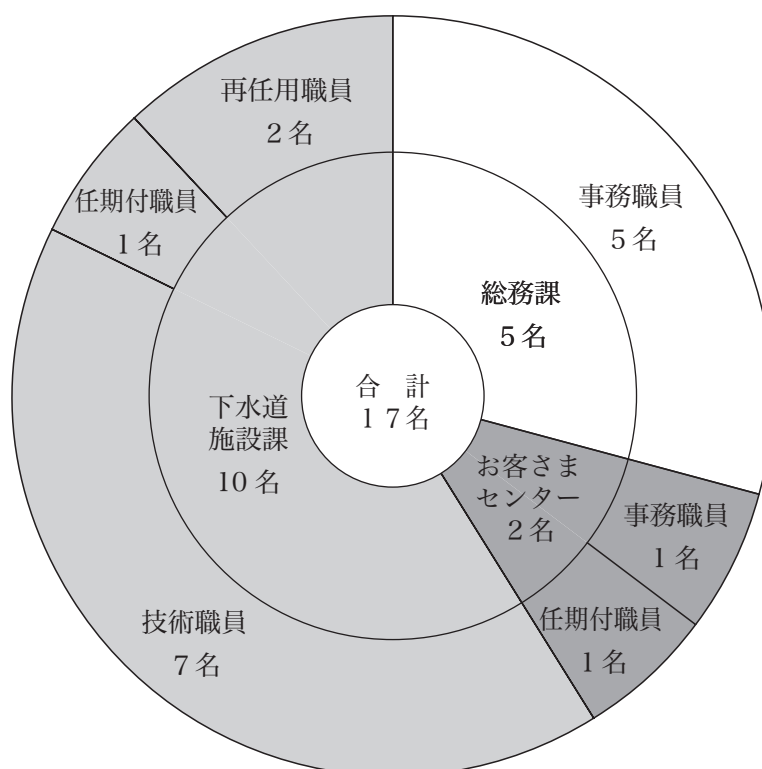 再任用職員
2名
任期付職員
1名
事務職員
5名
総務課
5名
合　計
１７名
下水道
施設課
10名
お客さま
センター
2名
事務職員
1名
任期付職員
1名
技術職員
7名